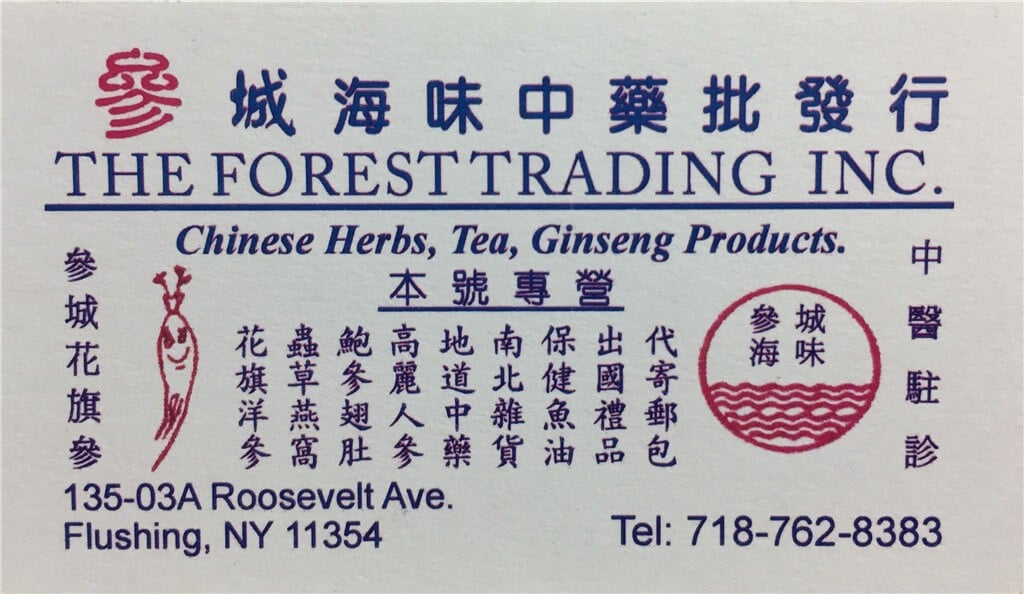 參城海味中藥批發行
THE FOREST TRADING INC.
Chinese Herbs, Tea, Ginseng Products.
本號專營
參城花旗參
花旗洋參
蟲草燕窩
鮑參翅肚
高麗人參
地道中藥
南北雜貨
保健魚油
出國禮品
代寄郵包
參城
海味
中醫駐診
135-03A Roosevelt Ave.
Flushing, NY 11354
Tel: 718-762-8383